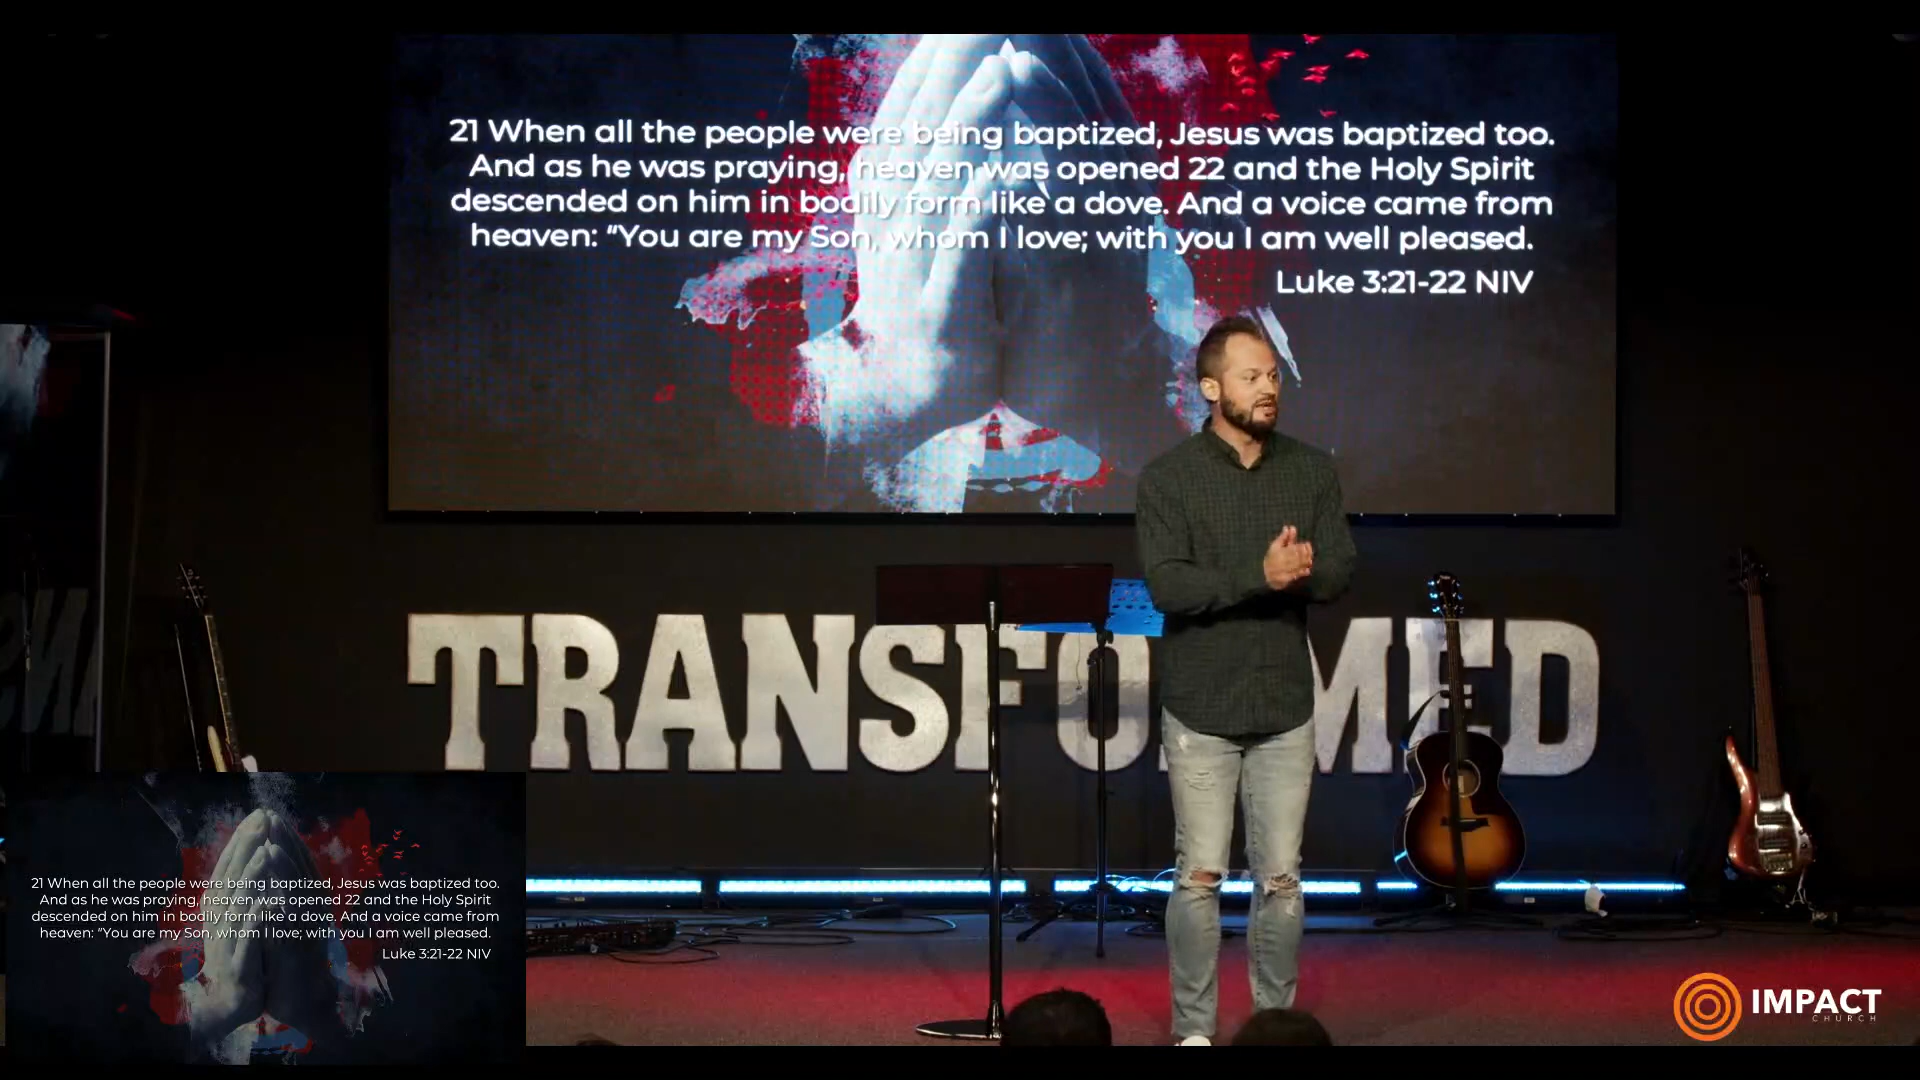 21 When all the people were being baptized, Jesus was baptized too.
And as he was praying, heaven was opened 22 and the Holy Spirit
descended on him in bodily form like a dove. And a voice came from
heaven: “You are my Son, whom I love; with you I am well pleased.
Luke 3:21-22 NIV
TRANSFORMED
21 When all the people were being baptized, Jesus was baptized too.
And as he was praying, heaven was opened 22 and the Holy Spirit
descended on him in bodily form like a dove. And a voice came from
heaven: “You are my Son, whom I love; with you I am well pleased.
Luke 3:21-22 NIV
IMPACT
CHURCH